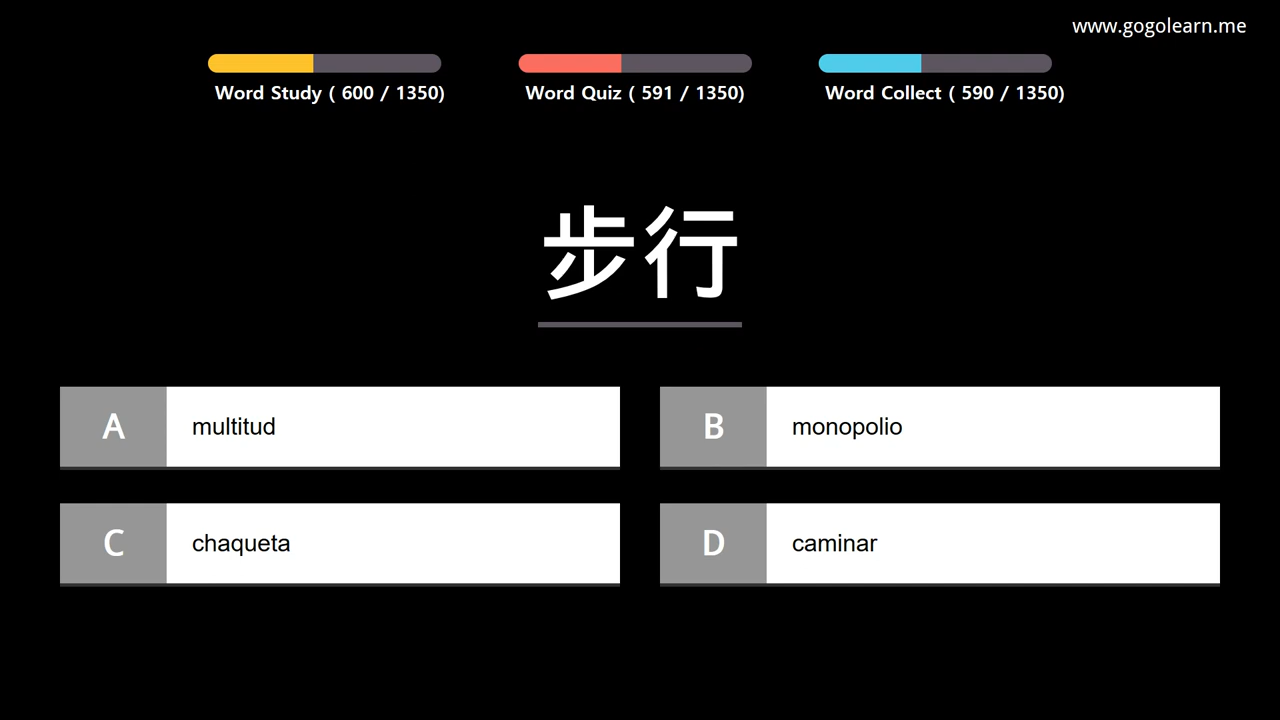 www.gogolearn.me
Word Study ( 600 / 1350)
Word Quiz ( 591 / 1350)
Word Collect ( 590 / 1350)
步行
A multitud
B monopolio
C chaqueta
D caminar